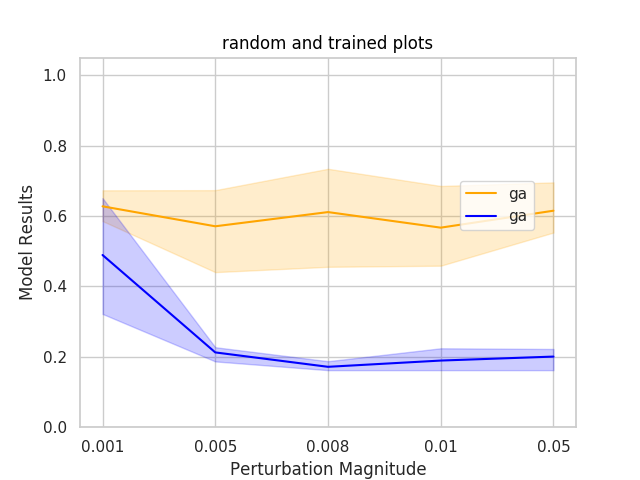 random and trained plots
Model Results
1.0
0.8
0.6
0.4
0.2
0.0
ga
ga
0.001 0.005 0.008 0.01 0.05
Perturbation Magnitude